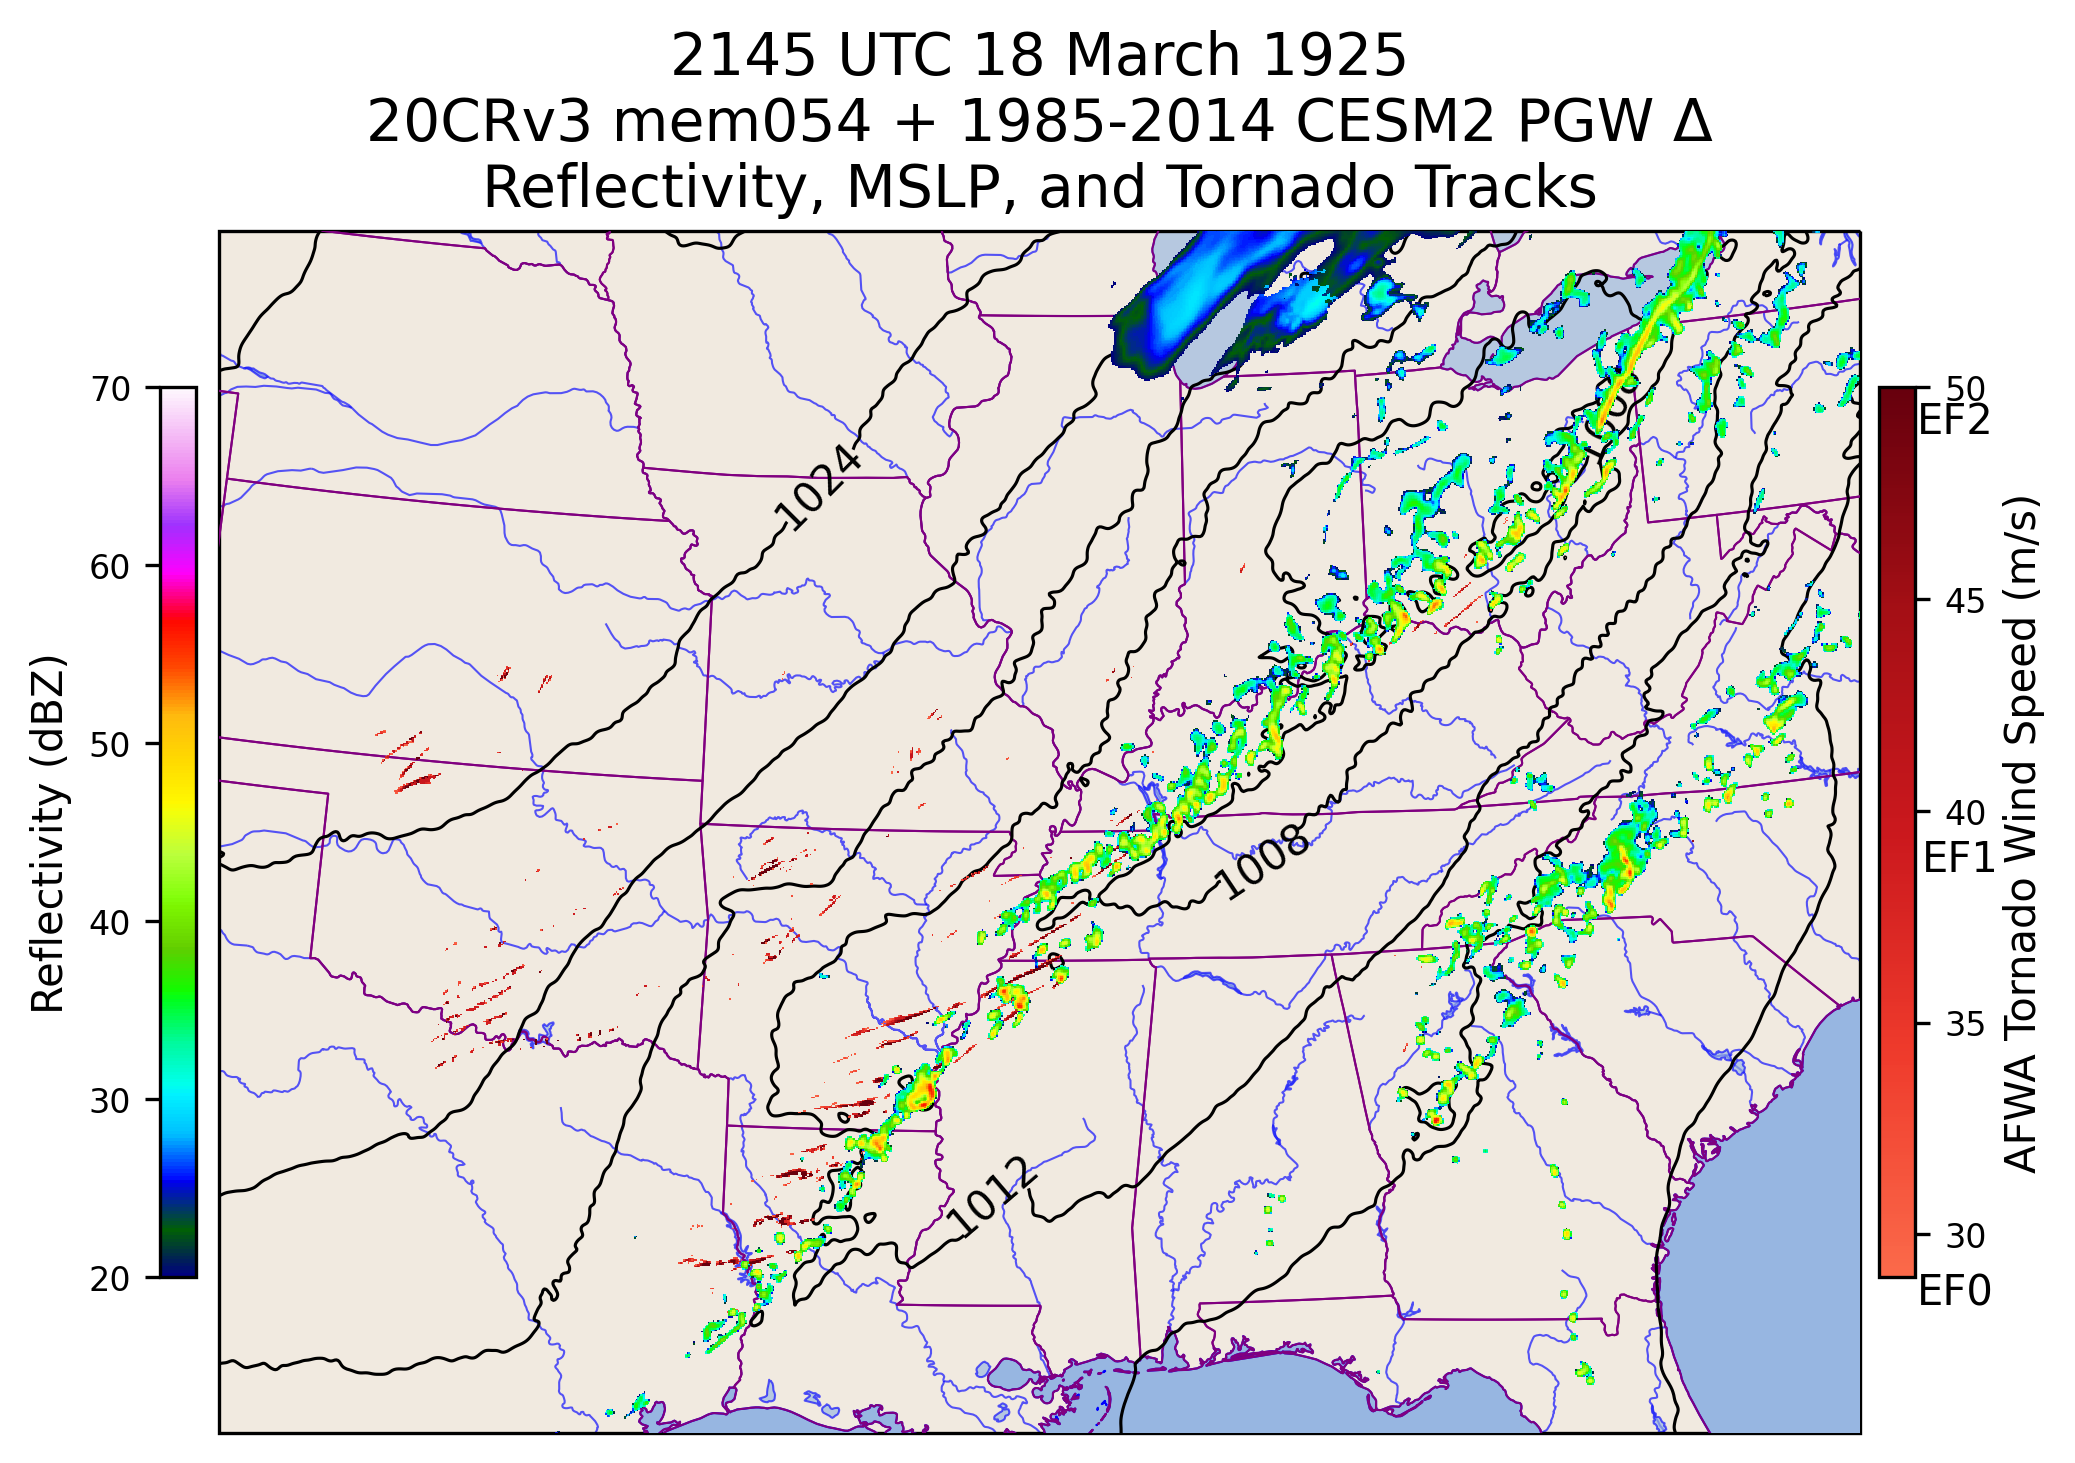 2145 UTC 18 March 1925
20CRv3 mem054 + 1985-2014 CESM2 PGW Δ
Reflectivity, MSLP, and Tornado Tracks
70
60
50
40
30
20
Reflectivity (dBZ)
1024
1008
1012
50
EF2
45
40
EF1
35
30
EF0
AFWA Tornado Wind Speed (m/s)